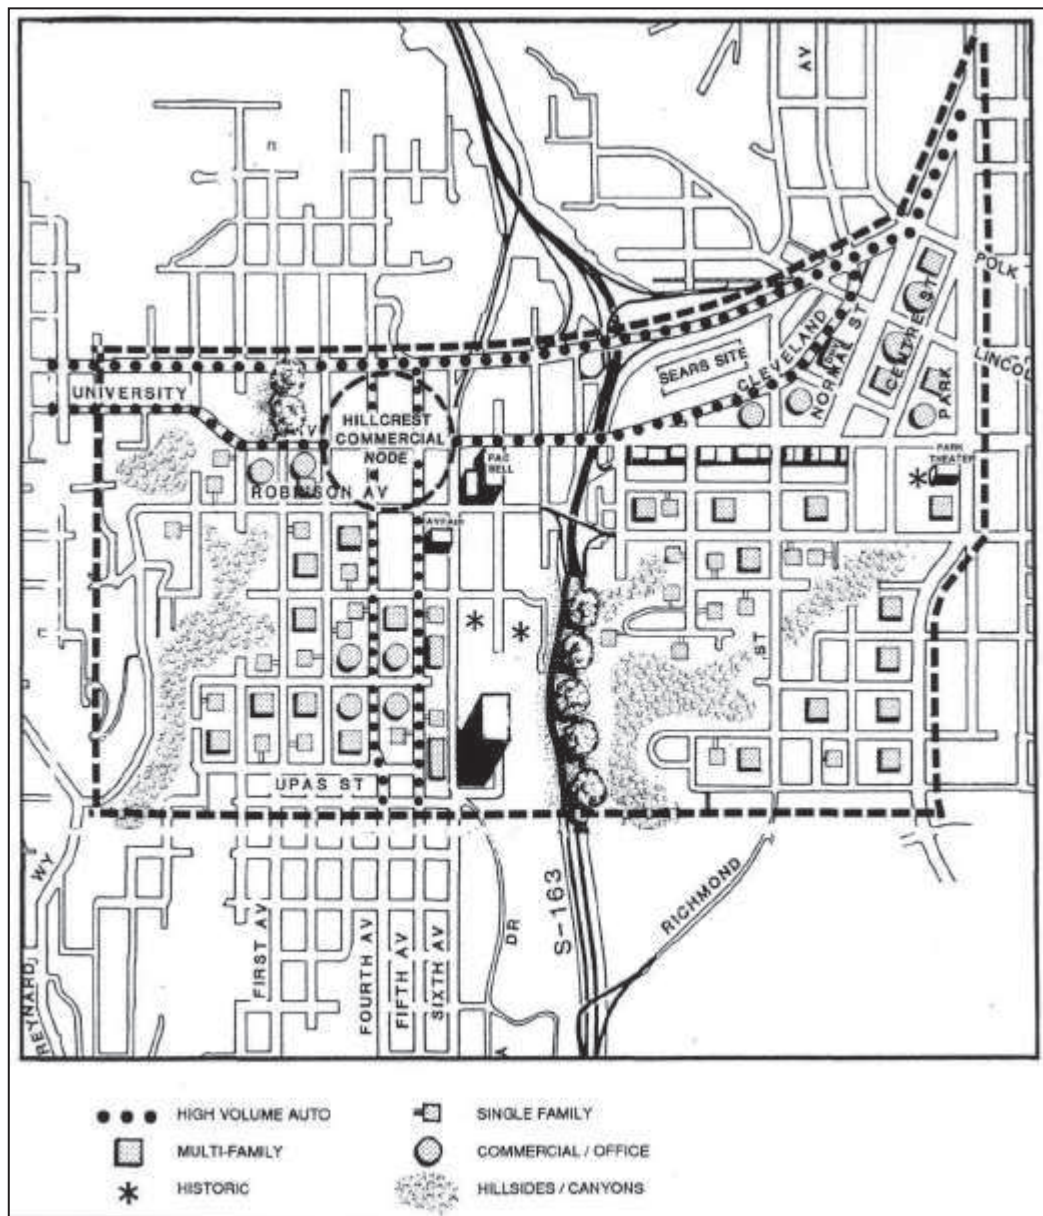 AV
POLK
UNIVERSITY
SEARS SITE
CLEVELAND
NORMAL ST
CENTRE ST
LINCOL
PARK
HILLCREST
COMMERCIAL
NODE
PAC
BELL
PARK
THEATER
ROBINSON AV
ST
UPAS ST
WY
REYNARD
FIRST AV
FOURTH AV
FIFTH AV
SIXTH AV
DR
S-163
RICHMOND
A
HIGH VOLUME AUTO
SINGLE FAMILY
MULTI-FAMILY
COMMERCIAL / OFFICE
HISTORIC
HILLSIDES / CANYONS